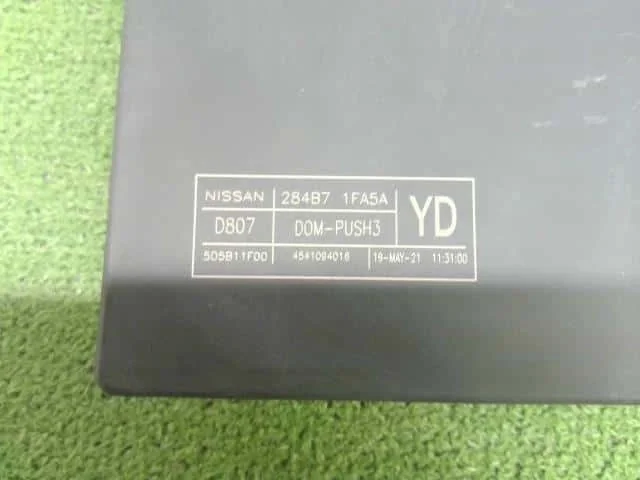 NISSAN 284B7 1FA5A
D807 DOM-PUSH3 YD
505B11F00 4541094016 19-MAY-21 11:31:00